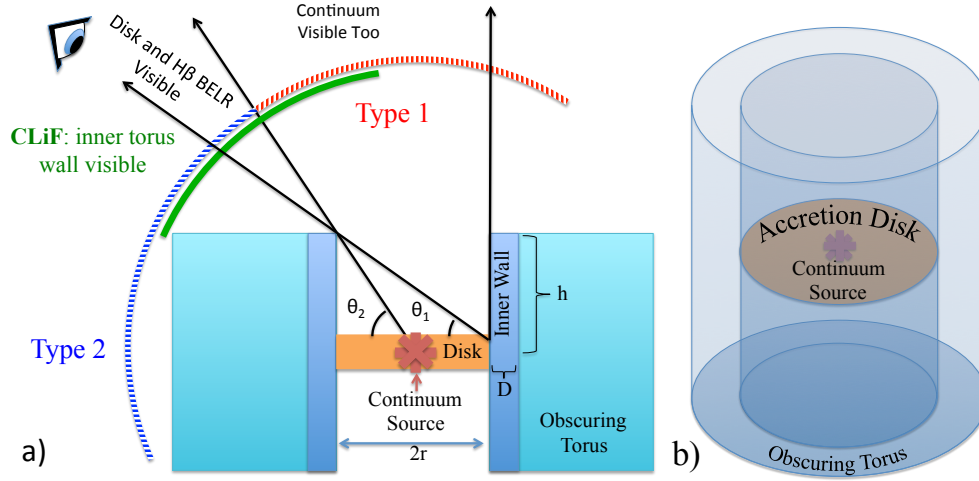 Continuum
Visible Too
Disk and Hβ BELR
Visible
Type 1
CLiF: inner torus
wall visible
Type 2
θ₂
θ₁
Inner Wall
h
Disk
D
Continuum
Source
2r
Obscuring
Torus
a)
Accretion Disk
Continuum
Source
Obscuring Torus
b)